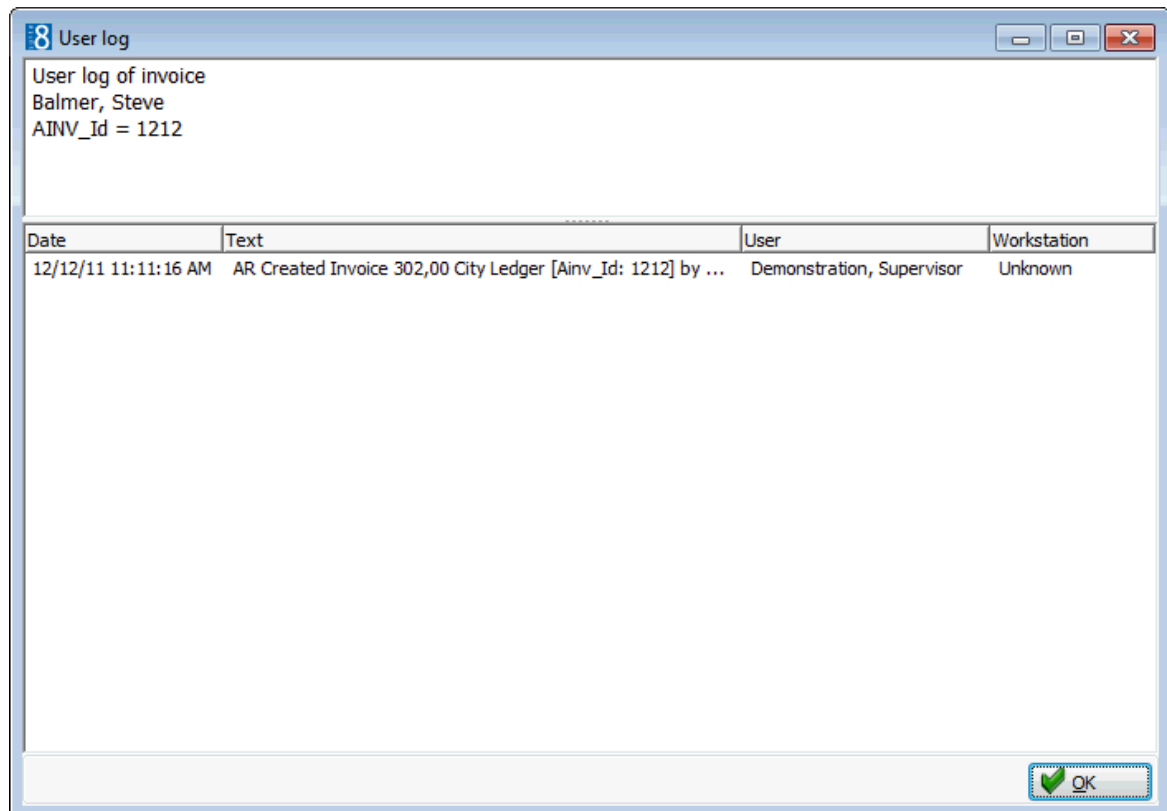 8 User log
User log of invoice
Balmer, Steve
AINV_Id = 1212
Date Text User Workstation
12/12/11 11:11:16 AM AR Created Invoice 302,00 City Ledger [Ainv_Id: 1212] by ... Demonstration, Supervisor Unknown
OK